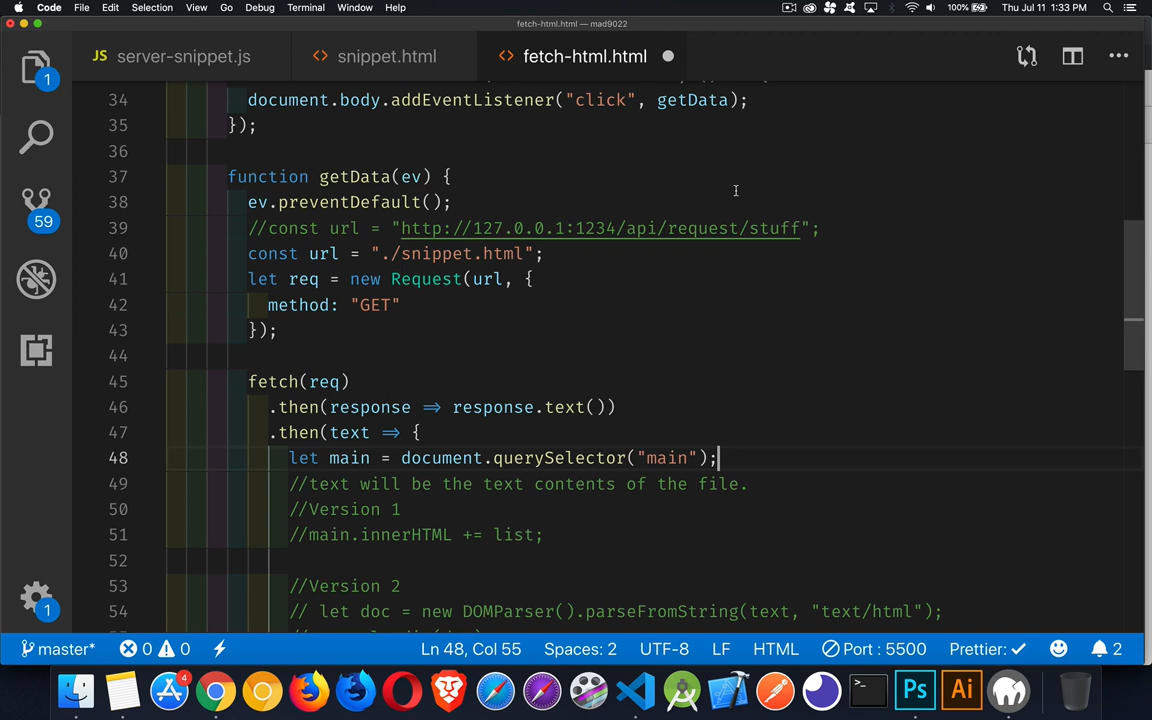 Code File Edit Selection View Go Debug Terminal Window Help 100% Thu Jul 11 1:33 PM
fetch-html.html — mad9022
JS server-snippet.js <> snippet.html <> fetch-html.html
34 document.body.addEventListener("click", getData);
35 });
36
37 function getData(ev) {
38 ev.preventDefault();
39 //const url = "http://127.0.0.1:1234/api/request/stuff";
40 const url = "./snippet.html";
41 let req = new Request(url, {
42 method: "GET"
43 });
44
45 fetch(req)
46 .then(response => response.text())
47 .then(text => {
48 let main = document.querySelector("main");
49 //text will be the text contents of the file.
50 //Version 1
51 //main.innerHTML += list;
52
53 //Version 2
54 // let doc = new DOMParser().parseFromString(text, "text/html");
1
59
1
master* 0 0 Ln 48, Col 55 Spaces: 2 UTF-8 LF HTML Port : 5500 Prettier: ✓ 2
4
>_
Ps
Ai